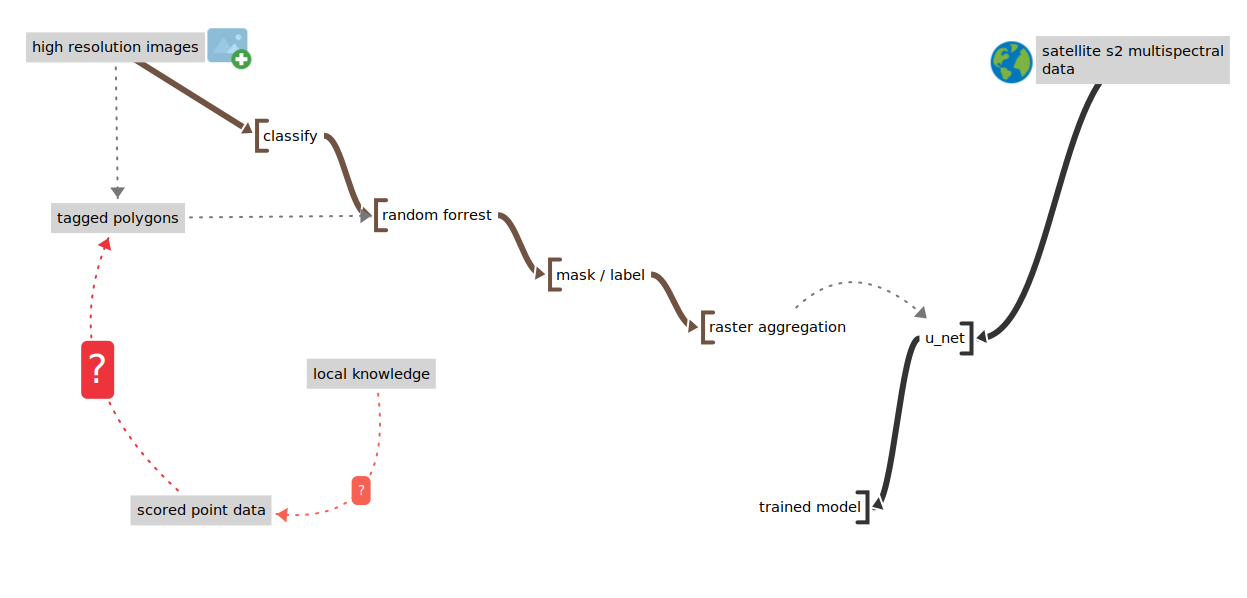 high resolution images
satellite s2 multispectral
data
classify
tagged polygons
random forrest
mask / label
raster aggregation
u_net
?
local knowledge
?
scored point data
trained model